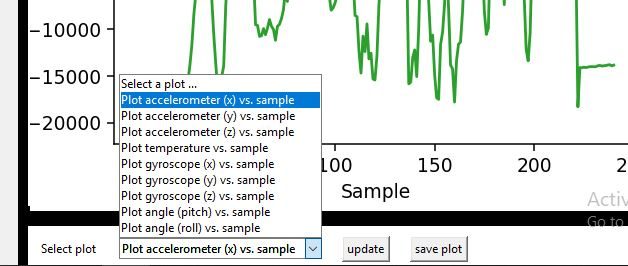 −10000
−15000
−20000
100
150
200
2
Sample
Activ
Go to
Select a plot ...
Plot accelerometer (x) vs. sample
Plot accelerometer (y) vs. sample
Plot accelerometer (z) vs. sample
Plot temperature vs. sample
Plot gyroscope (x) vs. sample
Plot gyroscope (y) vs. sample
Plot gyroscope (z) vs. sample
Plot angle (pitch) vs. sample
Plot angle (roll) vs. sample
Select plot
Plot accelerometer (x) vs. sample
update
save plot